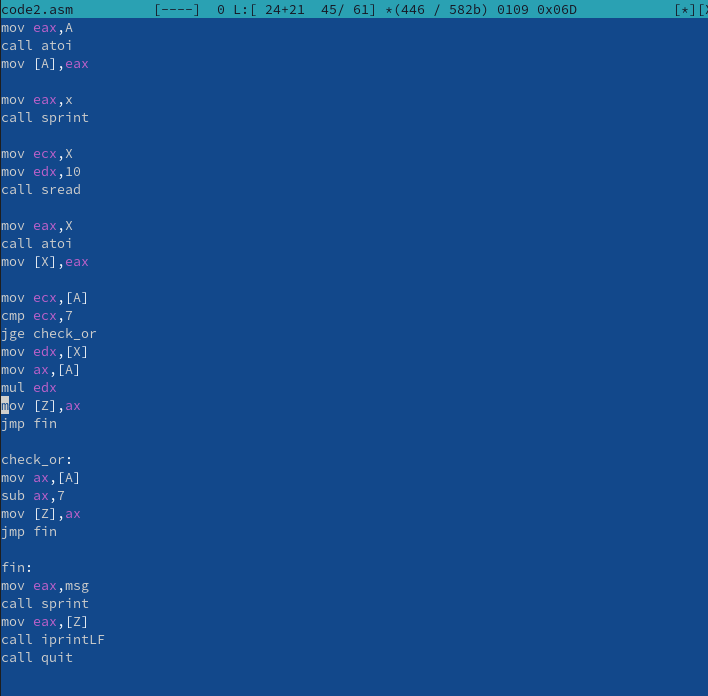 code2.asm [----] 0 L:[ 24+21 45/ 61] *(446 / 582b) 0109 0x06D [*][X
mov eax,A
call atoi
mov [A],eax
mov eax,x
call sprint
mov ecx,X
mov edx,10
call sread
mov eax,X
call atoi
mov [X],eax
mov ecx,[A]
cmp ecx,7
jge check_or
mov edx,[X]
mov ax,[A]
mul edx
mov [Z],ax
jmp fin
check_or:
mov ax,[A]
sub ax,7
mov [Z],ax
jmp fin
fin:
mov eax,msg
call sprint
mov eax,[Z]
call iprintLF
call quit